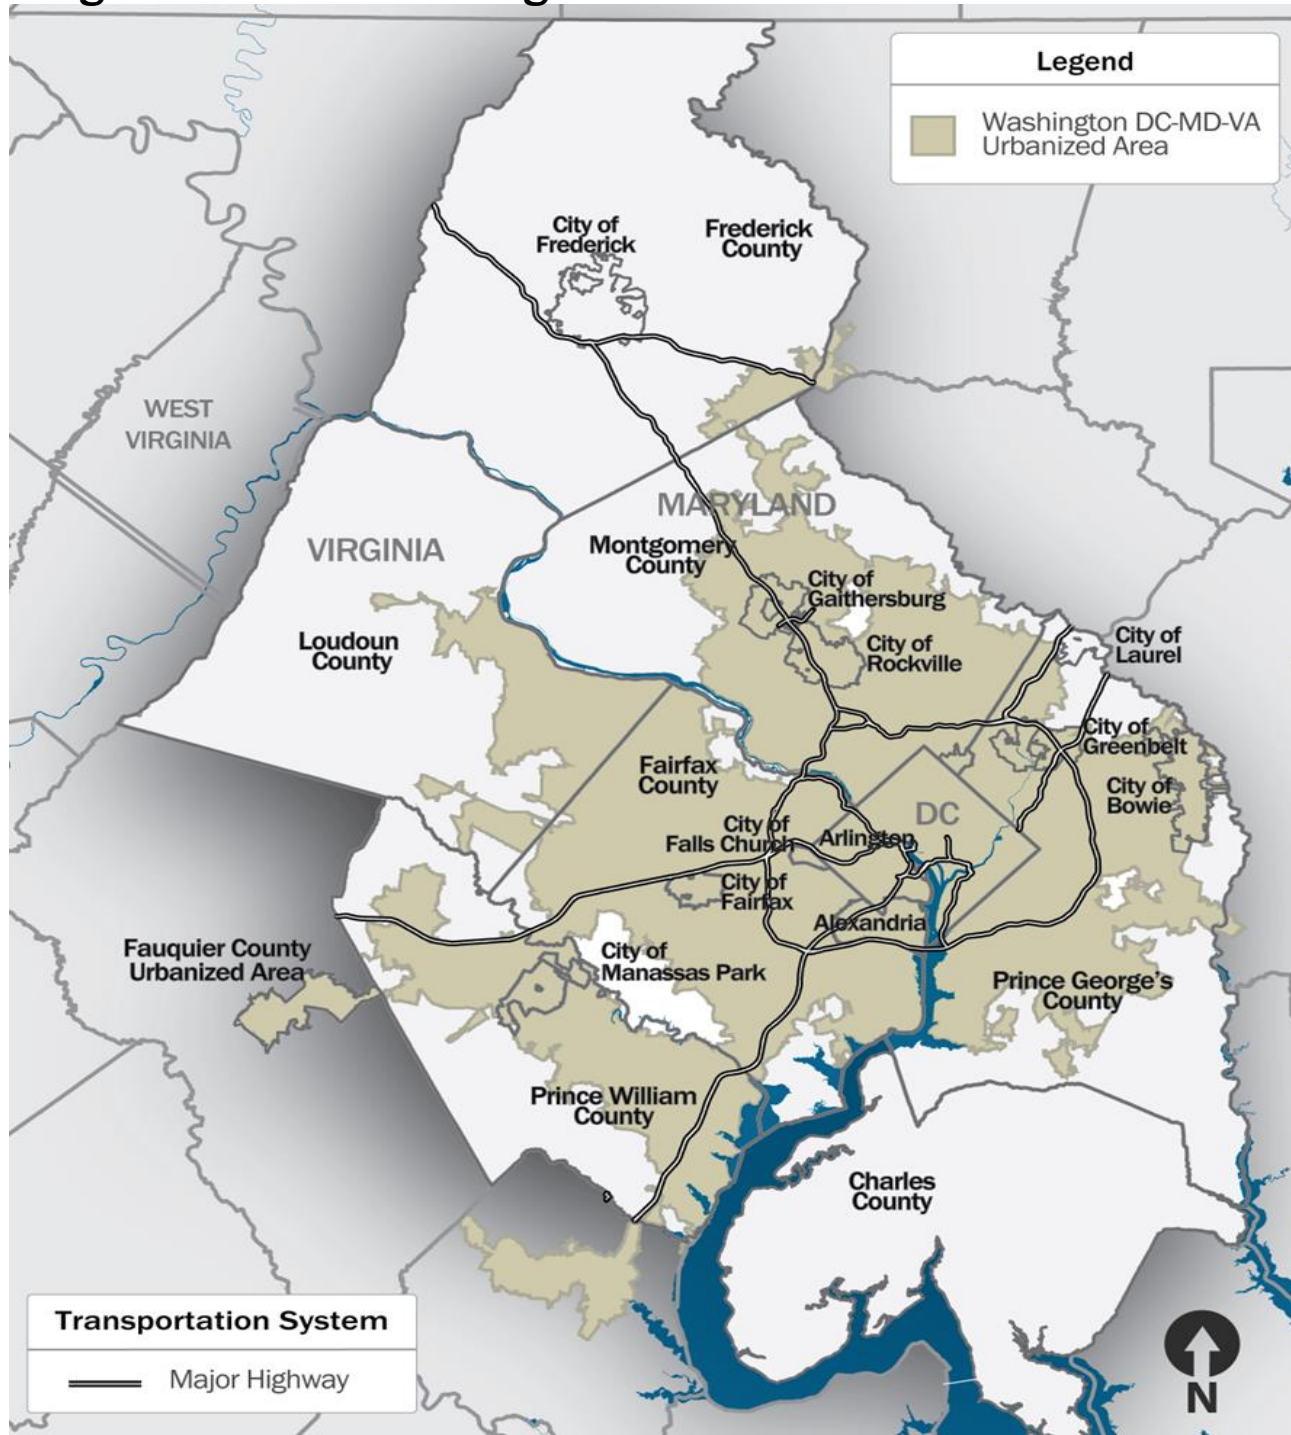 Legend
Washington DC-MD-VA
Urbanized Area
City of
Frederick
Frederick
County
WEST
VIRGINIA
MARYLAND
VIRGINIA
Montgomery
County
City of
Gaithersburg
Loudoun
County
City of
Rockville
City of
Laurel
City of
Greenbelt
Fairfax
County
City of
Bowie
DC
City of
Falls Church
Arlington
City of
Fairfax
Alexandria
Fauquier County
Urbanized Area
City of
Manassas Park
Prince George's
County
Prince William
County
Charles
County
Transportation System
Major Highway
N